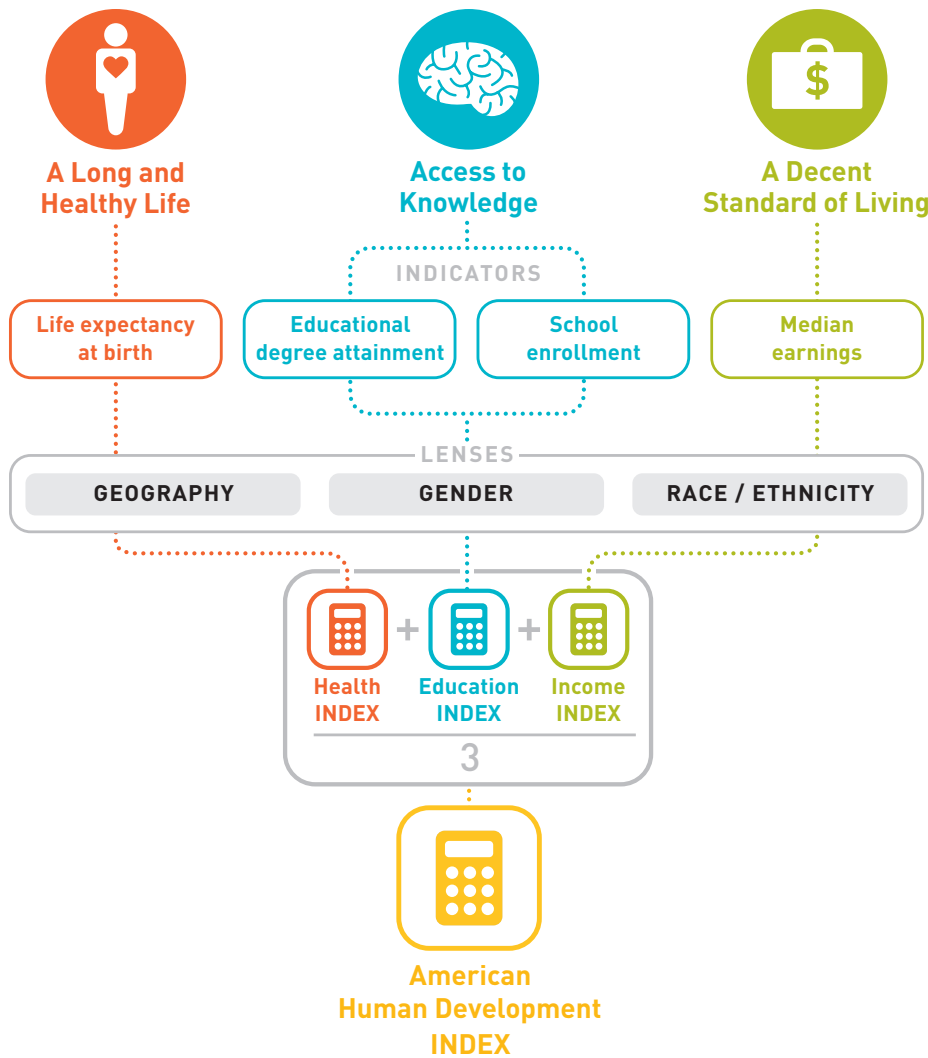 $
A Long and
Healthy Life
Access to
Knowledge
A Decent
Standard of Living
INDICATORS
Life expectancy
at birth
Educational
degree attainment
School
enrollment
Median
earnings
LENSES
GEOGRAPHY
GENDER
RACE / ETHNICITY
+
+
Health
INDEX
Education
INDEX
Income
INDEX
3
American
Human Development
INDEX